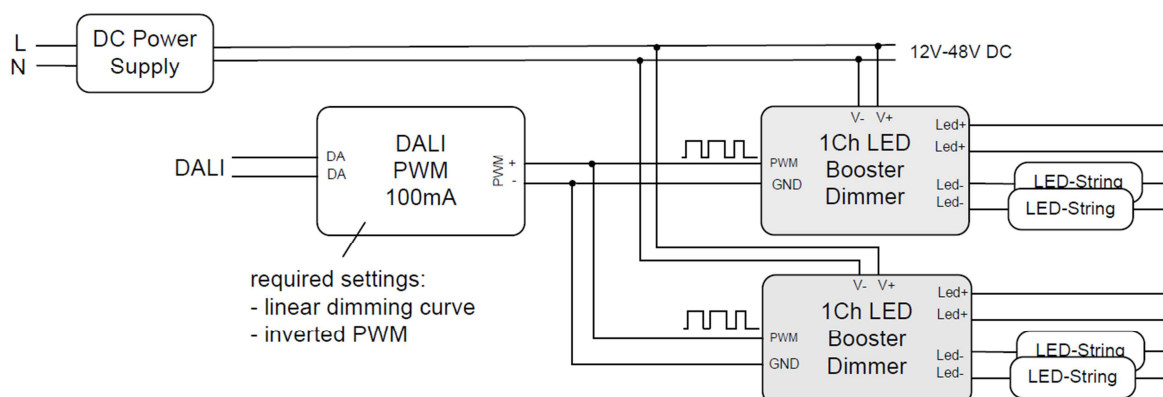 L
N
DC Power
Supply
12V-48V DC
DALI
DA
DA
DALI
PWM
100mA
PWM
+
-
required settings:
- linear dimming curve
- inverted PWM
V- V+
PWM
GND
1Ch LED
Booster
Dimmer
Led+
Led+
Led-
Led-
LED-String
LED-String
V- V+
PWM
GND
1Ch LED
Booster
Dimmer
Led+
Led+
Led-
Led-
LED-String
LED-String